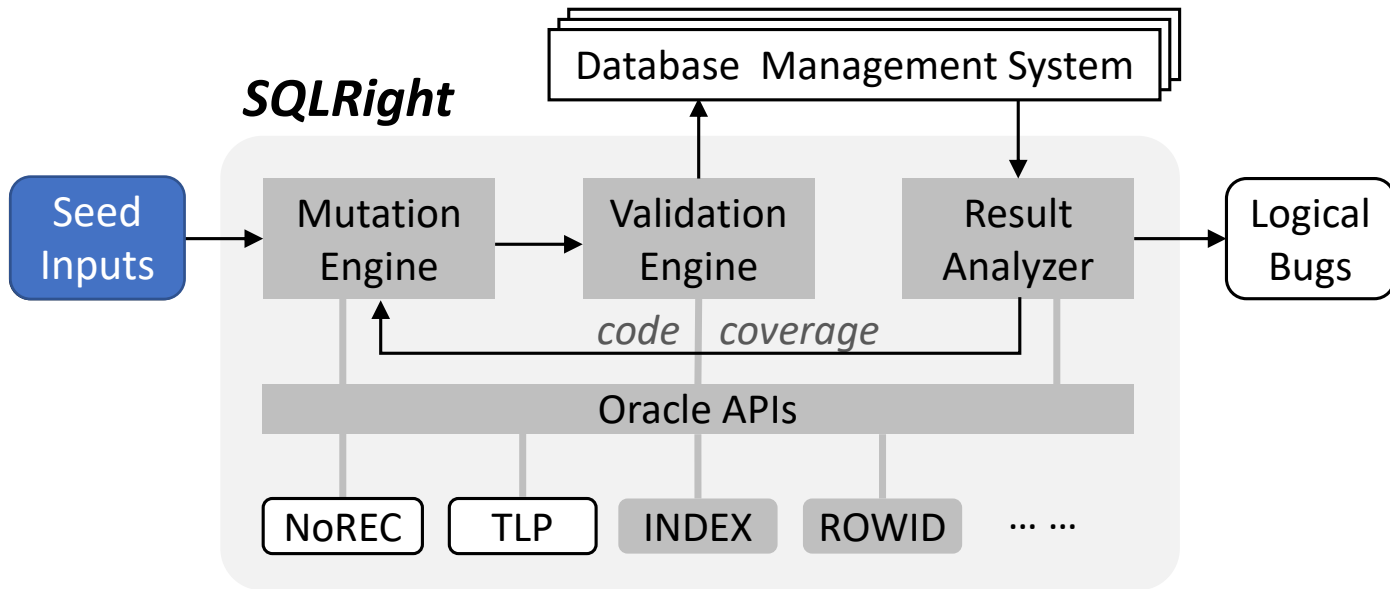 Database Management System
SQLRight
Seed
Inputs
Mutation
Engine
Validation
Engine
Result
Analyzer
Logical
Bugs
code coverage
Oracle APIs
NoREC
TLP
INDEX
ROWID
... ...